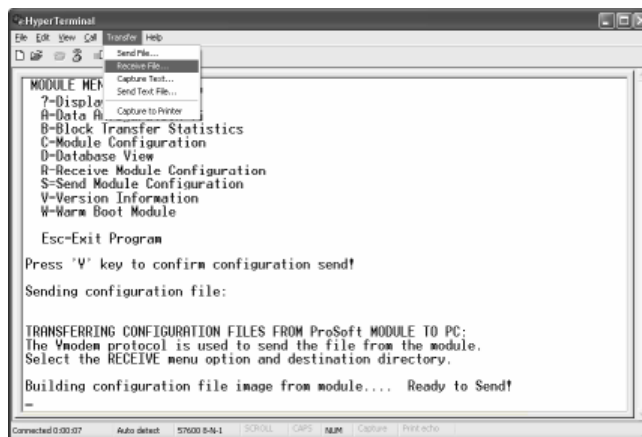 HyperTerminal
File Edit View Call Transfer Help
Send File...
Receive File...
Capture Text...
Send Text File...
Capture to Printer
MODULE MEN
?-Displa
A-Data A
B-Block Transfer Statistics
C-Module Configuration
D-Database View
R-Receive Module Configuration
S-Send Module Configuration
V-Version Information
W-Warm Boot Module
Esc-Exit Program
Press 'Y' key to confirm configuration send!
Sending configuration file:
TRANSFERRING CONFIGURATION FILES FROM ProSoft MODULE TO PC:
The Ymodem protocol is used to send the file from the module.
Select the RECEIVE menu option and destination directory.
Building configuration file image from module.... Ready to Send!
Connected 0:00:07 Auto detect 57600 8-N-1 SCROLL CAPS NUM Capture Print echo